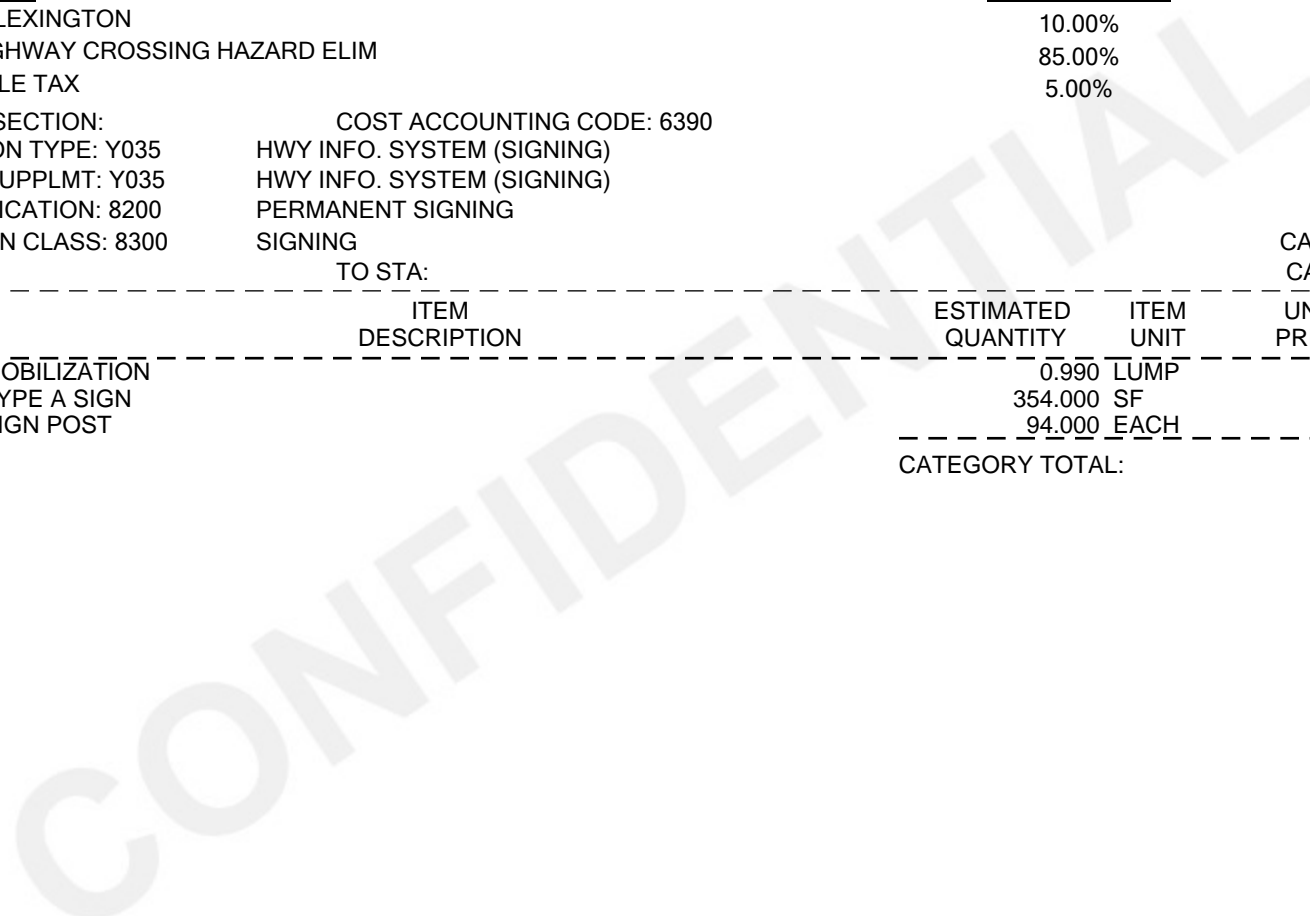 LEXINGTON 10.00%
GHWAY CROSSING HAZARD ELIM 85.00%
LE TAX 5.00%
SECTION: COST ACCOUNTING CODE: 6390
ON TYPE: Y035 HWY INFO. SYSTEM (SIGNING)
UPPLMT: Y035 HWY INFO. SYSTEM (SIGNING)
ICATION: 8200 PERMANENT SIGNING
N CLASS: 8300 SIGNING CA
TO STA: CA
ITEM ESTIMATED ITEM UN
DESCRIPTION QUANTITY UNIT PR
OBILIZATION 0.990 LUMP
YPE A SIGN 354.000 SF
IGN POST 94.000 EACH
CATEGORY TOTAL:
CONFIDENTIAL